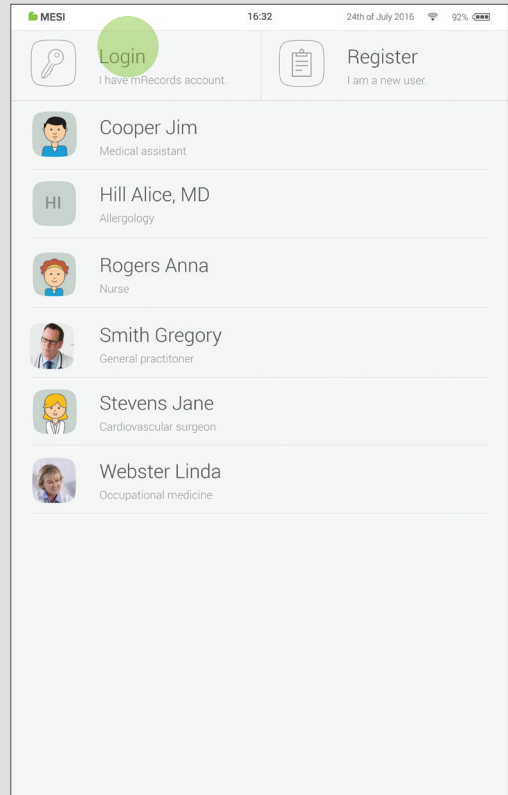 MESI 16:32 24th of July 2016 92%
Login
I have mRecords account.
Register
I am a new user.
Cooper Jim
Medical assistant
HI
Hill Alice, MD
Allergology
Rogers Anna
Nurse
Smith Gregory
General practitoner
Stevens Jane
Cardiovascular surgeon
Webster Linda
Occupational medicine